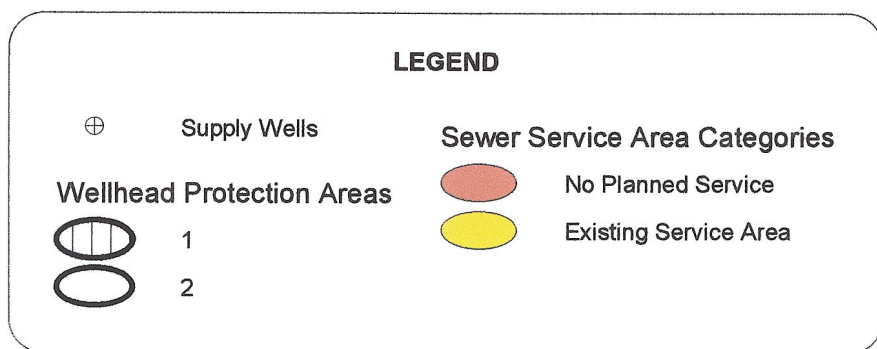 LEGEND
Supply Wells
Wellhead Protection Areas
1
2
Sewer Service Area Categories
No Planned Service
Existing Service Area